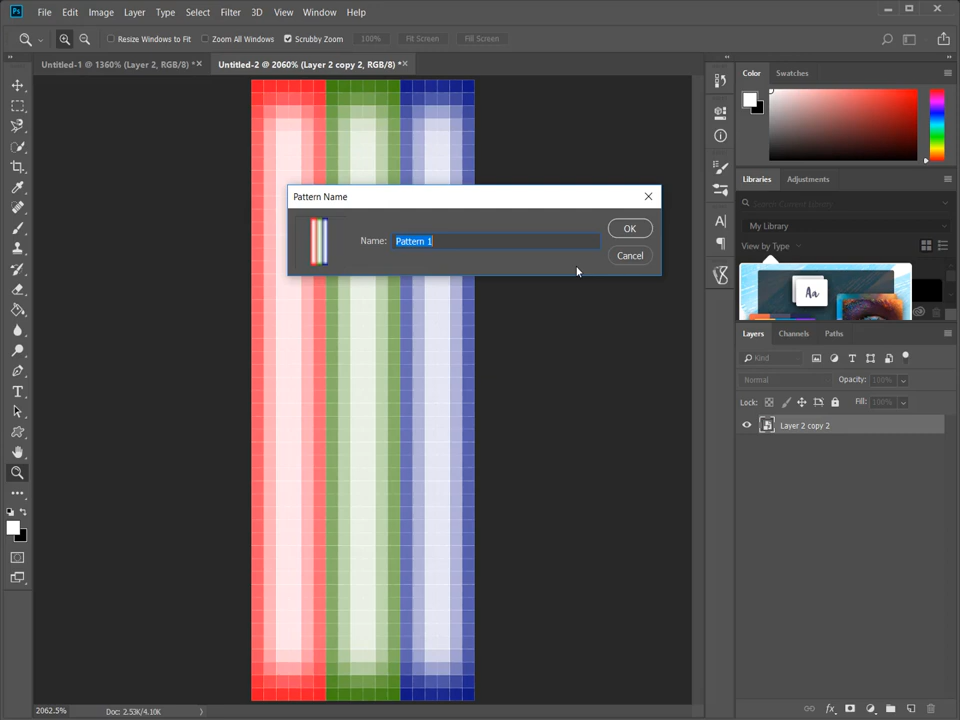 Ps File Edit Image Layer Type Select Filter 3D View Window Help
Resize Windows to Fit Zoom All Windows Scrubby Zoom 100% Fit Screen Fill Screen
Untitled-1 @ 1360% (Layer 2, RGB/8) * × Untitled-2 @ 2060% (Layer 2 copy 2, RGB/8) * ×
Color Swatches
Libraries Adjustments
Search Current Library
My Library
View by Type
Aa
Pattern Name
Name: Pattern 1
OK
Cancel
Layers Channels Paths
Kind
Normal Opacity: 100%
Lock: Fill: 100%
Layer 2 copy 2
2062.5% Doc: 2.53K/4.10K